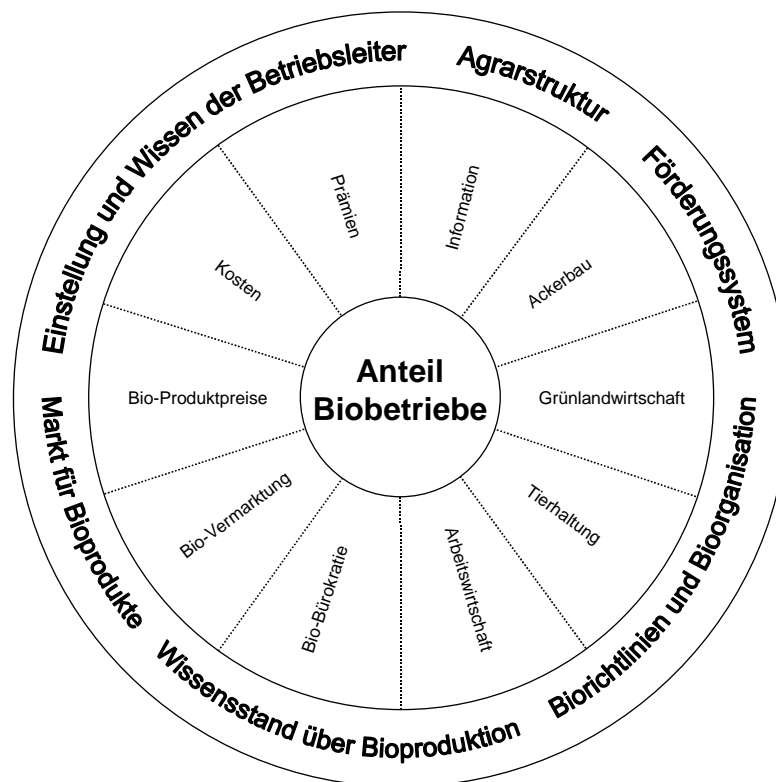 Einstellung und Wissen der Betriebsleiter
Agrarstruktur
Förderungssystem
Biorichtlinien und Bioorganisation
Wissensstand über Bioproduktion
Markt für Bioprodukte
Prämien
Information
Ackerbau
Grünlandwirtschaft
Tierhaltung
Arbeitswirtschaft
Bio-Bürokratie
Bio-Vermarktung
Bio-Produktpreise
Kosten
Anteil
Biobetriebe